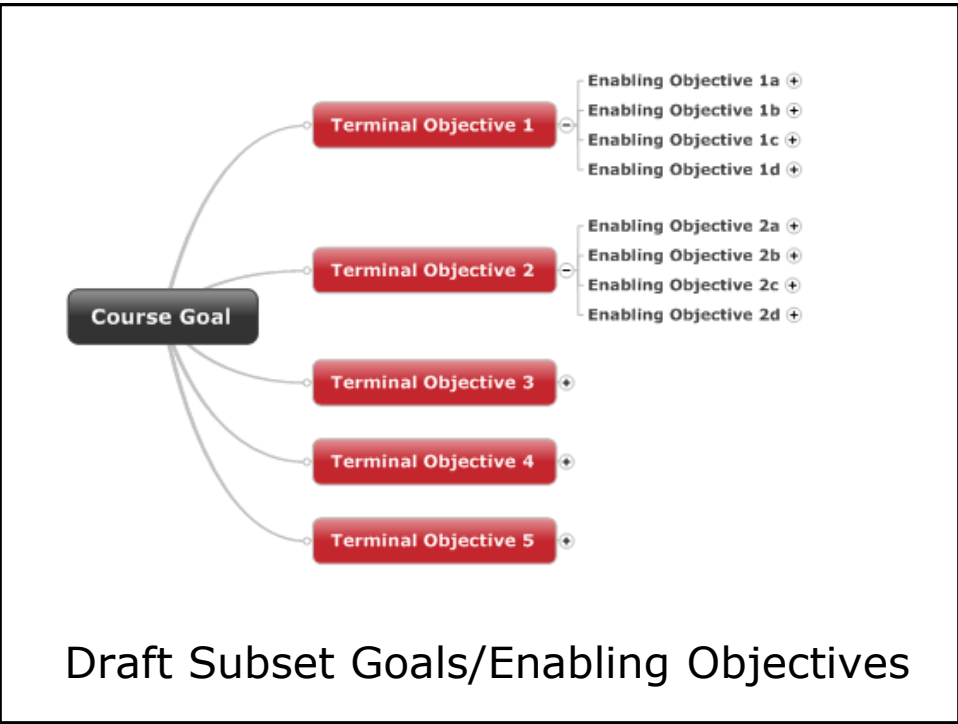 Course Goal
Terminal Objective 1
Enabling Objective 1a
Enabling Objective 1b
Enabling Objective 1c
Enabling Objective 1d
Terminal Objective 2
Enabling Objective 2a
Enabling Objective 2b
Enabling Objective 2c
Enabling Objective 2d
Terminal Objective 3
Terminal Objective 4
Terminal Objective 5
Draft Subset Goals/Enabling Objectives